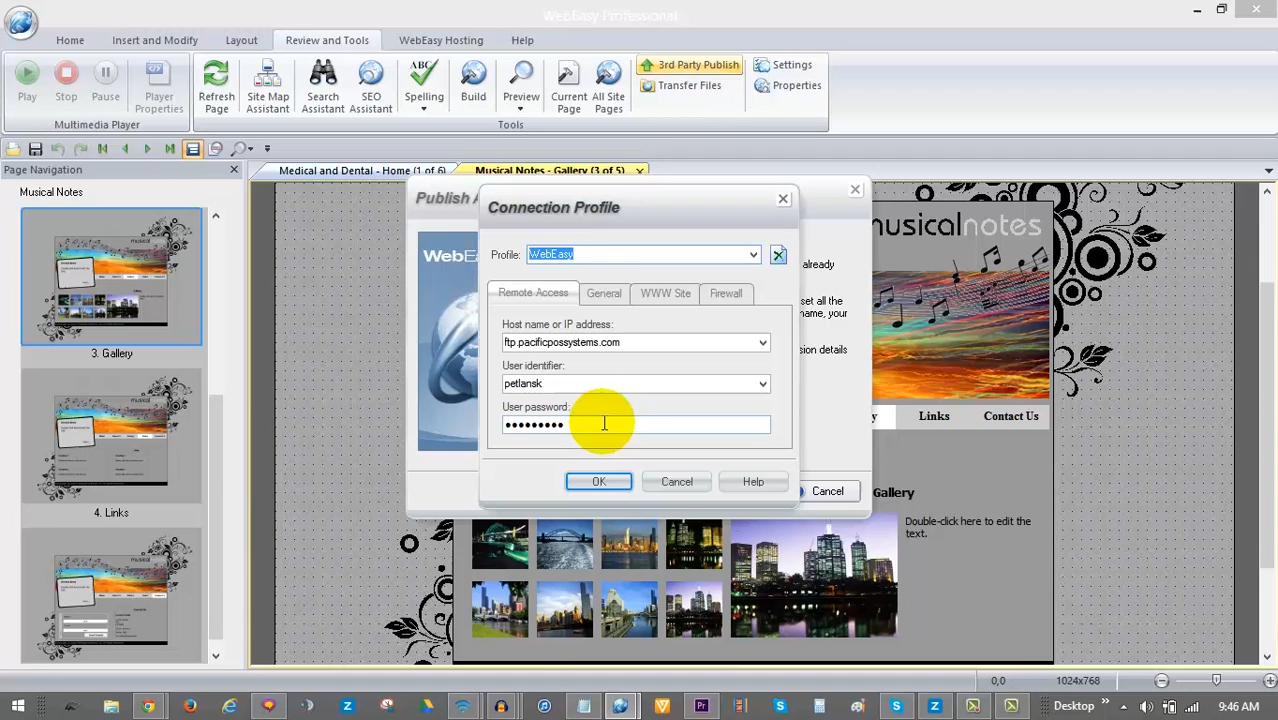 WebEasy Professional
Home
Insert and Modify
Layout
Review and Tools
WebEasy Hosting
Help
Play
Stop
Pause
Player
Properties
Multimedia Player
Refresh
Page
Site Map
Assistant
Search
Assistant
SEO
Assistant
ABC
Spelling
Build
Preview
Current
Page
All Site
Pages
3rd Party Publish
Transfer Files
Settings
Properties
Tools
Page Navigation
Medical and Dental - Home (1 of 6)
Musical Notes - Gallery (3 of 5)
Musical Notes
3. Gallery
4. Links
Publish
WebE
already
set all the
name, your
sion details
Cancel
Connection Profile
Profile:
WebEasy
Remote Access
General
WWW Site
Firewall
Host name or IP address:
ftp.pacificpossystems.com
User identifier:
petlansk
User password:
●●●●●●●●●
OK
Cancel
Help
musicalnotes
y
Links
Contact Us
Gallery
Double-click here to edit the
text.
0,0
1024x768
Desktop
9:46 AM